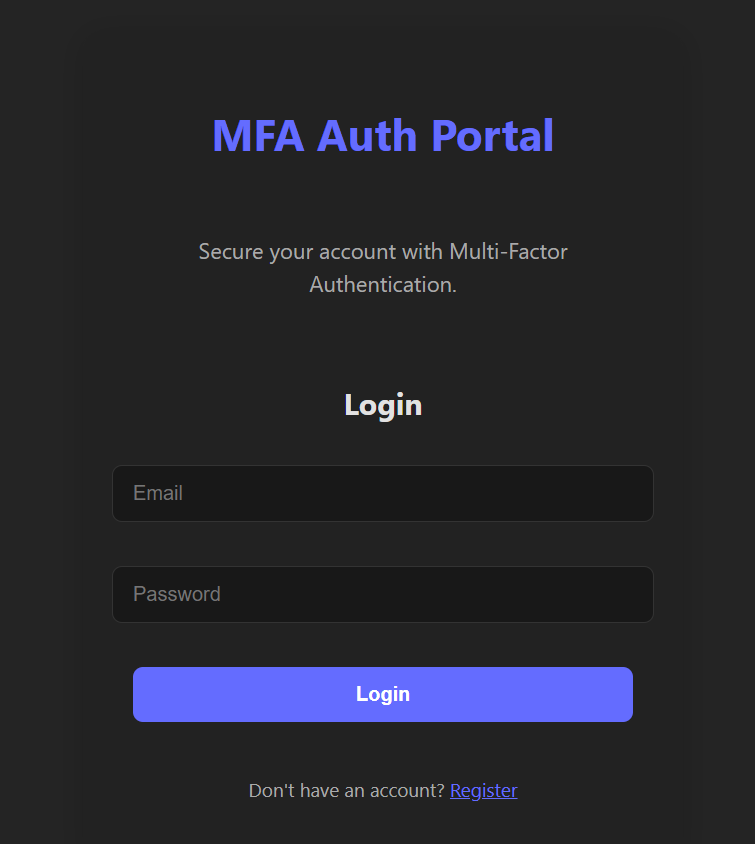 MFA Auth Portal
Secure your account with Multi-Factor
Authentication.
Login
Email
Password
Login
Don't have an account? Register